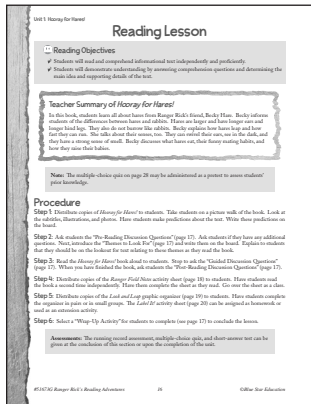 Unit 1: Hooray for Hares!
Reading Lesson
Reading Objectives
✔ Students will read and comprehend informational text independently and proficiently.
✔ Students will demonstrate understanding by answering comprehension questions and determining the
main idea and supporting details of the text.
Teacher Summary of Hooray for Hares!
In this book, students learn all about hares from Ranger Rick's friend, Becky Hare. Becky informs
students of the differences between hares and rabbits. Hares are larger and have longer ears and
longer hind legs. They also do not burrow like rabbits. Becky explains how hares leap and how
fast they can run. She talks about their senses, too. They can swivel their ears, see in the dark, and
they have a strong sense of smell. Becky discusses what hares eat, their funny mating habits, and
how they raise their babies.
Note: The multiple-choice quiz on page 28 may be administered as a pretest to assess students'
prior knowledge.
Procedure
Step 1: Distribute copies of Hooray for Hares! to students. Take students on a picture walk of the book. Look at
the subtitles, illustrations, and photos. Have students make predictions about the text. Write these predictions on
the board.
Step 2: Ask students the "Pre-Reading Discussion Questions" (page 17). Ask students if they have any additional
questions. Next, introduce the "Themes to Look For" (page 17) and write them on the board. Explain to students
that they should be on the lookout for text relating to these themes as they read the book.
Step 3: Read the Hooray for Hares! book aloud to students. Stop to ask the "Guided Discussion Questions"
(page 17). When you have finished the book, ask students the "Post-Reading Discussion Questions" (page 17).
Step 4: Distribute copies of the Ranger Field Notes activity sheet (page 18) to students. Have students read
the book a second time independently. Have them complete the sheet as they read. Go over the sheet as a class.
Step 5: Distribute copies of the Look and Leap graphic organizer (page 19) to students. Have students complete
the organizer in pairs or in small groups. The Label It! activity sheet (page 20) can be assigned as homework or
used as an extension activity.
Step 6: Select a "Wrap-Up Activity" for students to complete (see page 17) to conclude the lesson.
Assessments: The running record assessment, multiple-choice quiz, and short-answer test can be
given at the conclusion of this section or upon the completion of the unit.
#51073G Ranger Rick's Reading Adventures
16
©Blue Star Education